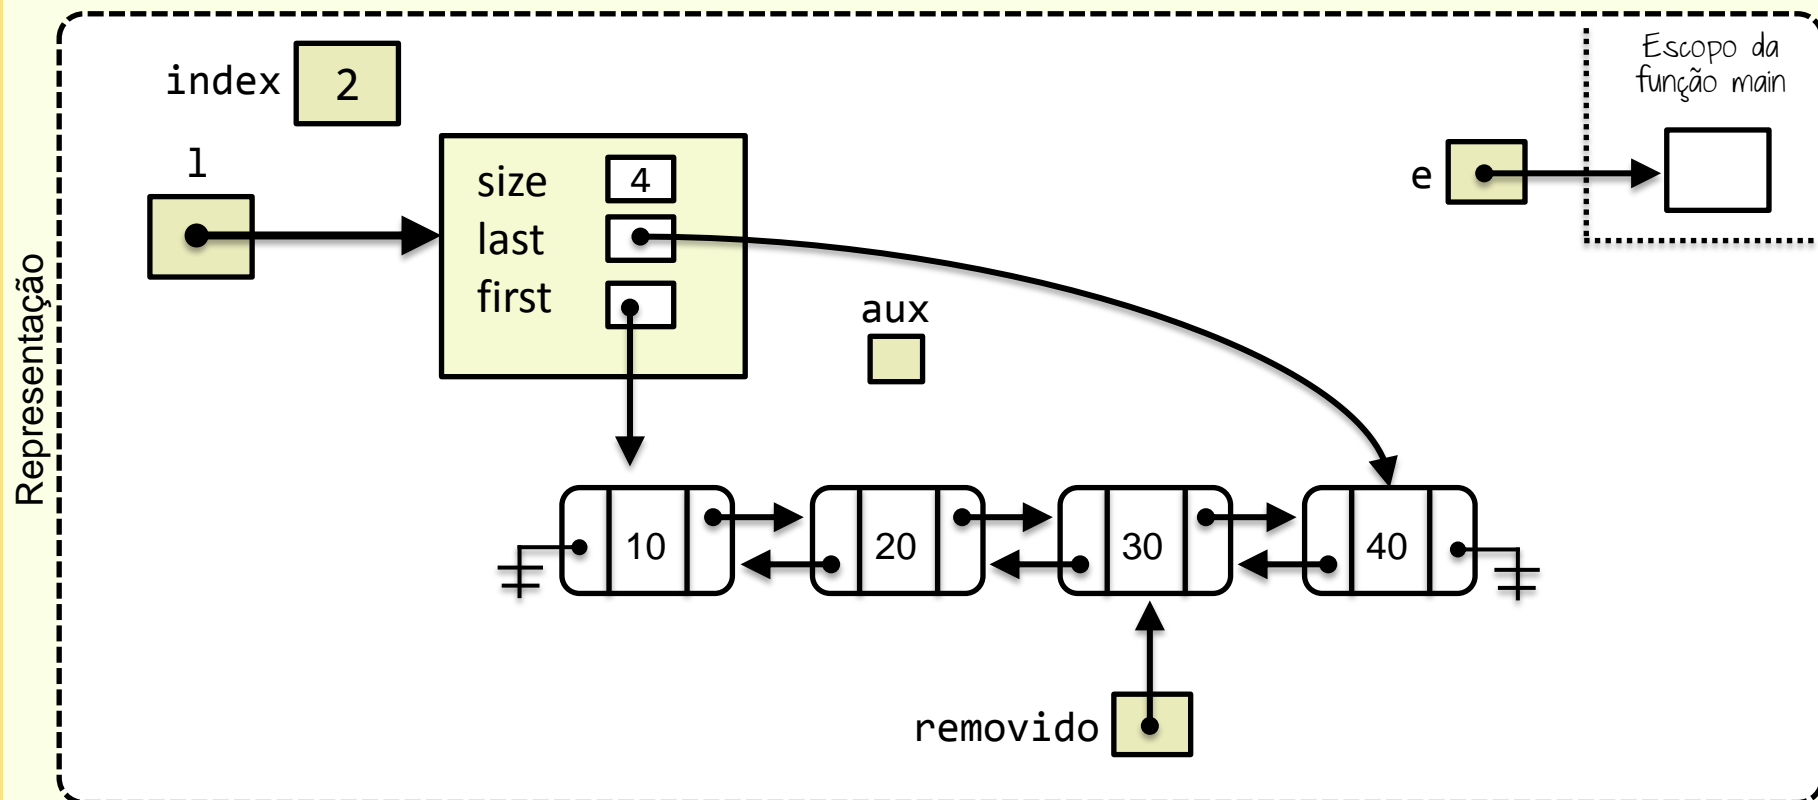 Escopo da
função main
index
2
l
size
4
last
first
e
aux
Representação
10
20
30
40
removido